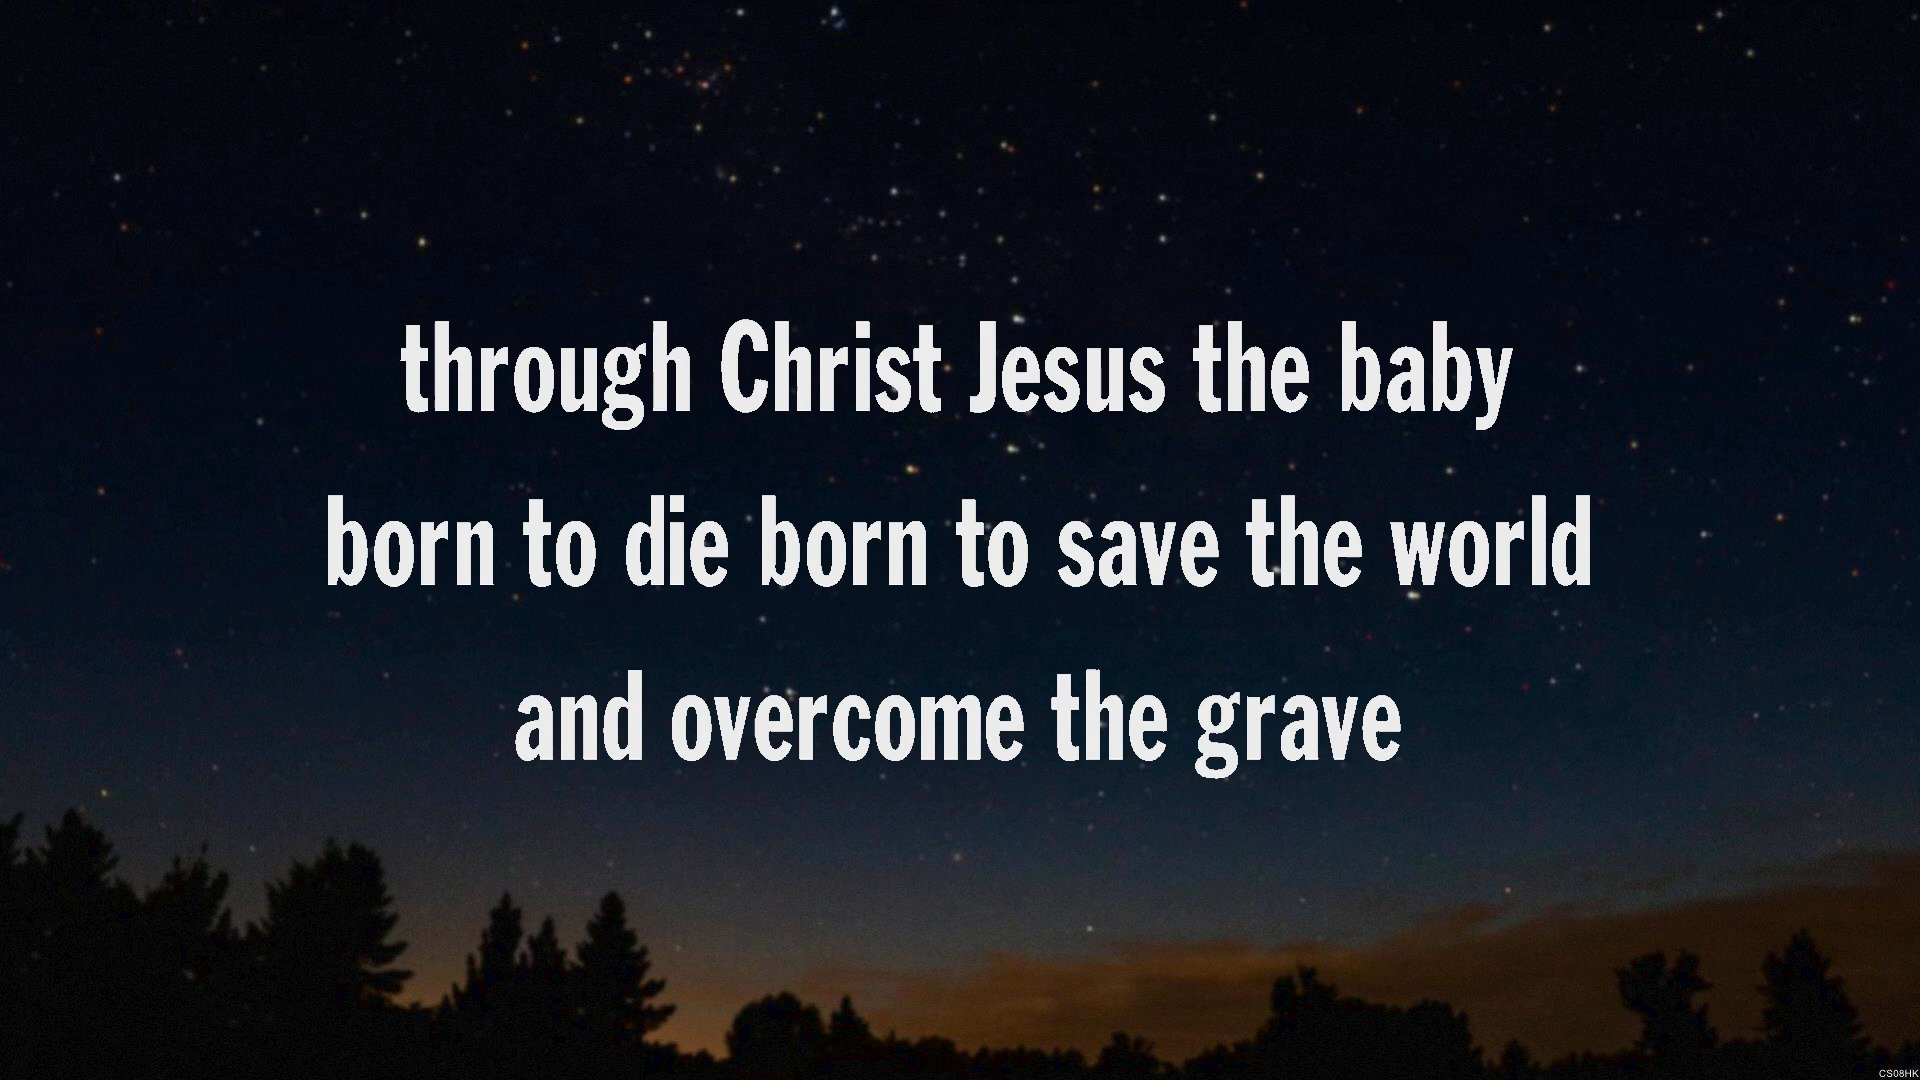 through Christ Jesus the baby
born to die born to save the world
and overcome the grave
CS08HK